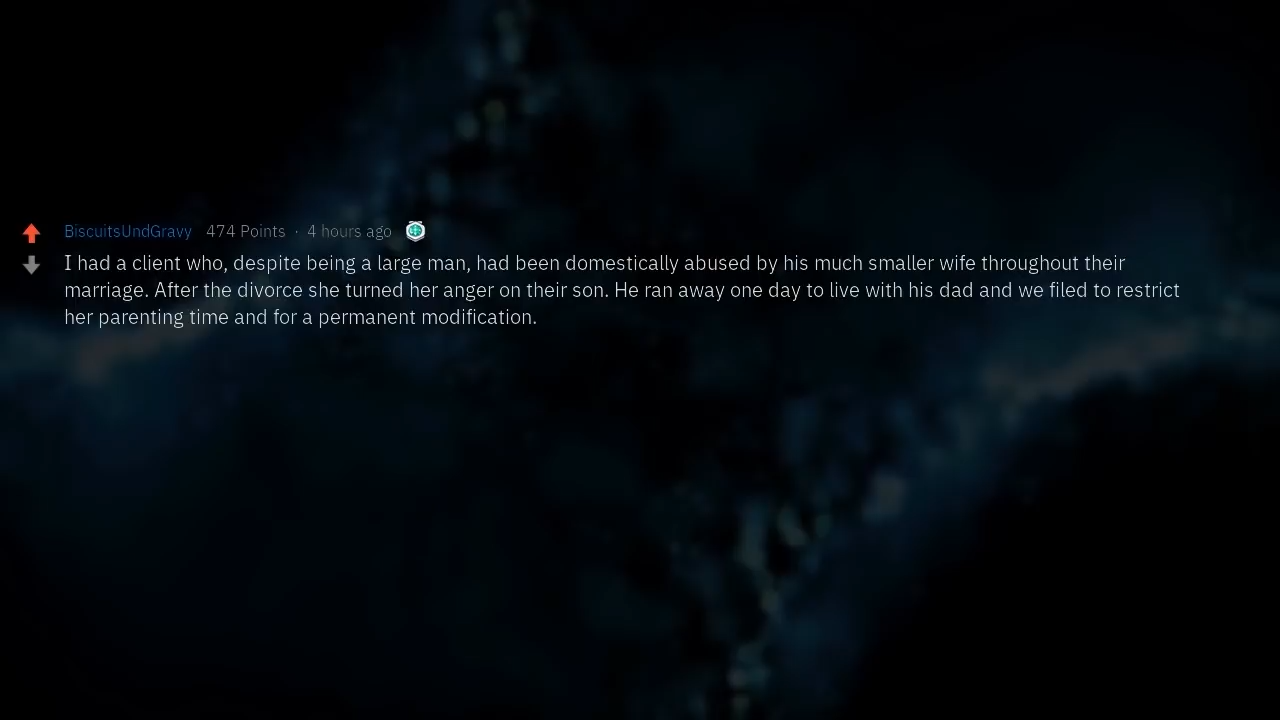 BiscuitsUndGravy 474 Points · 4 hours ago
I had a client who, despite being a large man, had been domestically abused by his much smaller wife throughout their
marriage. After the divorce she turned her anger on their son. He ran away one day to live with his dad and we filed to restrict
her parenting time and for a permanent modification.